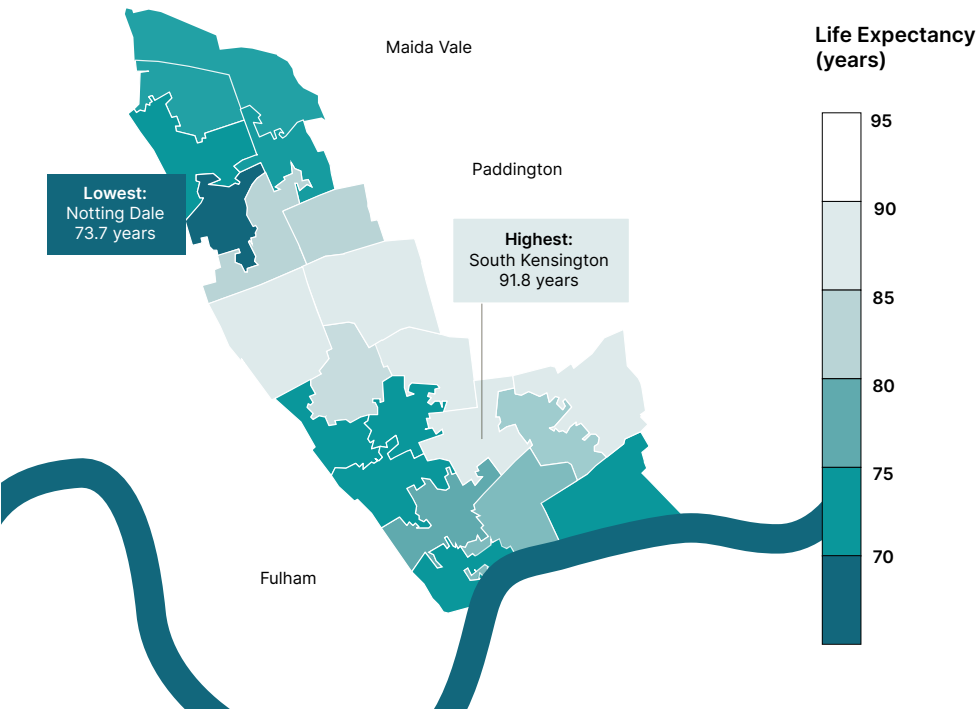 Maida Vale
Life Expectancy
(years)
95
Paddington
Lowest:
Notting Dale
73.7 years
90
Highest:
South Kensington
91.8 years
85
80
75
70
Fulham